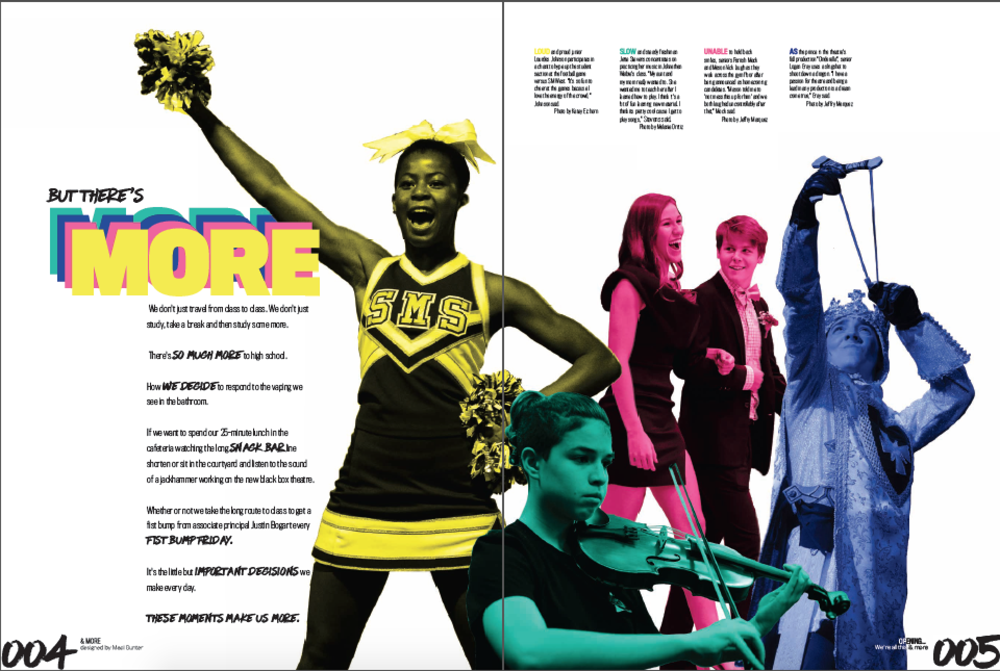 BUT THERE'S
MORE
MORE
MORE
MORE
We don't just travel from class to class. We don't just
study, take a break and then study some more.
There's SO MUCH MORE to high school.
How WE DECIDE to respond to the vaping we
see in the bathroom.
If we want to spend our 25-minute lunch in the
cafeteria watching the long SNACK BAR line
shorten or sit in the courtyard and listen to the sound
of a jackhammer working on the new black box theatre.
Whether or not we take the long route to class to get a
fist bump from associate principal Justin Bogart every
FIST BUMP FRIDAY.
It's the little but IMPORTANT DECISIONS we
make every day.
THESE MOMENTS MAKE US MORE.
004
& MORE
designed by Gunter
SMS
LOUD and proud junior
Lourdes Johnson participates in
a chant to hype up the student
section at the football game
versus SM West. "It's so fun to
cheer at the games because I
love the energy of the crowd,"
Johnson said.
Photo by
SLOW and steady freshman
Stevens concentrates on
practicing her music in
class. "My aunt and
my mom really wanted to. She
wanted me to teach her after I
learned how to play. I think it's a
lot of fun learning new material. I
think its pretty cool cause I get to
play songs," Stevens said.
Photo by Melanie Ortiz
UNABLE to hold back
smiles, seniors Mock
and Mason laugh as they
walk across the gym floor after
being announced as homecoming
candidates. "Mason told me to
'not mess this up for him' and we
both laughed uncontrollably after
that," Mock said.
Photo by Jeffry Marquez
AS the prince in the theatre's
fall production "Cinderella", senior
Logan Gray uses a slingshot to
shoot down a dragon. "I have a
passion for theatre and being a
lead in any production is a dream
come true," Gray said.
Photo by Jeffry Marquez
OPENING...
We're all this & more
005